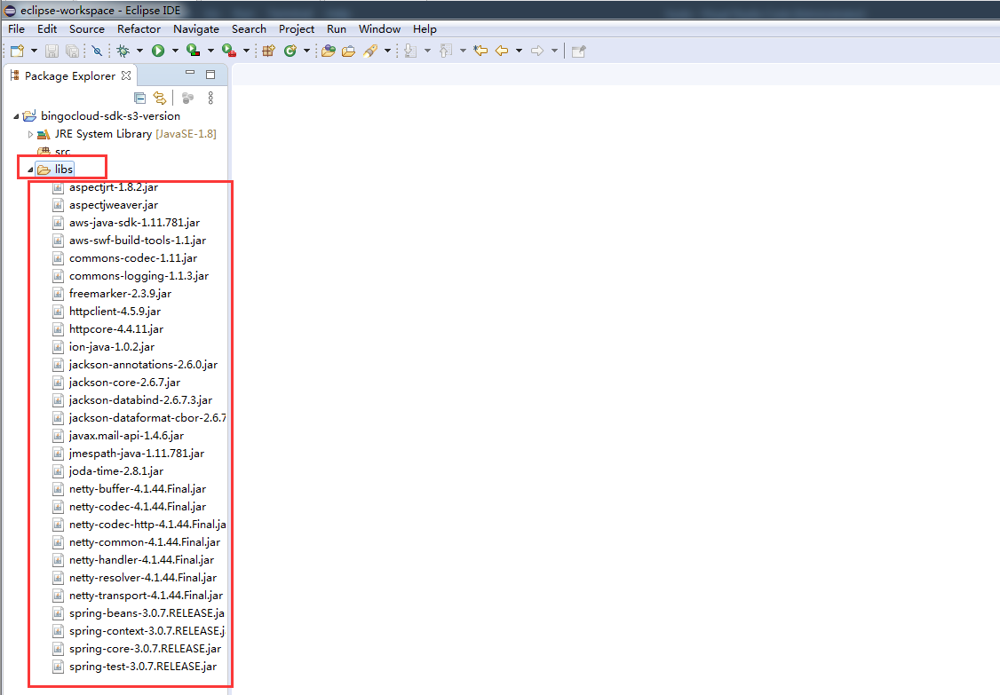 eclipse-workspace - Eclipse IDE
File Edit Source Refactor Navigate Search Project Run Window Help
Package Explorer
bingocloud-sdk-s3-version
JRE System Library [JavaSE-1.8]
src
libs
aspectjrt-1.8.2.jar
aspectjweaver.jar
aws-java-sdk-1.11.781.jar
aws-swf-build-tools-1.1.jar
commons-codec-1.11.jar
commons-logging-1.1.3.jar
freemarker-2.3.9.jar
httpclient-4.5.9.jar
httpcore-4.4.11.jar
ion-java-1.0.2.jar
jackson-annotations-2.6.0.jar
jackson-core-2.6.7.jar
jackson-databind-2.6.7.3.jar
jackson-dataformat-cbor-2.6.7
javax.mail-api-1.4.6.jar
jmespath-java-1.11.781.jar
joda-time-2.8.1.jar
netty-buffer-4.1.44.Final.jar
netty-codec-4.1.44.Final.jar
netty-codec-http-4.1.44.Final.ja
netty-common-4.1.44.Final.jar
netty-handler-4.1.44.Final.jar
netty-resolver-4.1.44.Final.jar
netty-transport-4.1.44.Final.jar
spring-beans-3.0.7.RELEASE.ja
spring-context-3.0.7.RELEASE.j
spring-core-3.0.7.RELEASE.jar
spring-test-3.0.7.RELEASE.jar